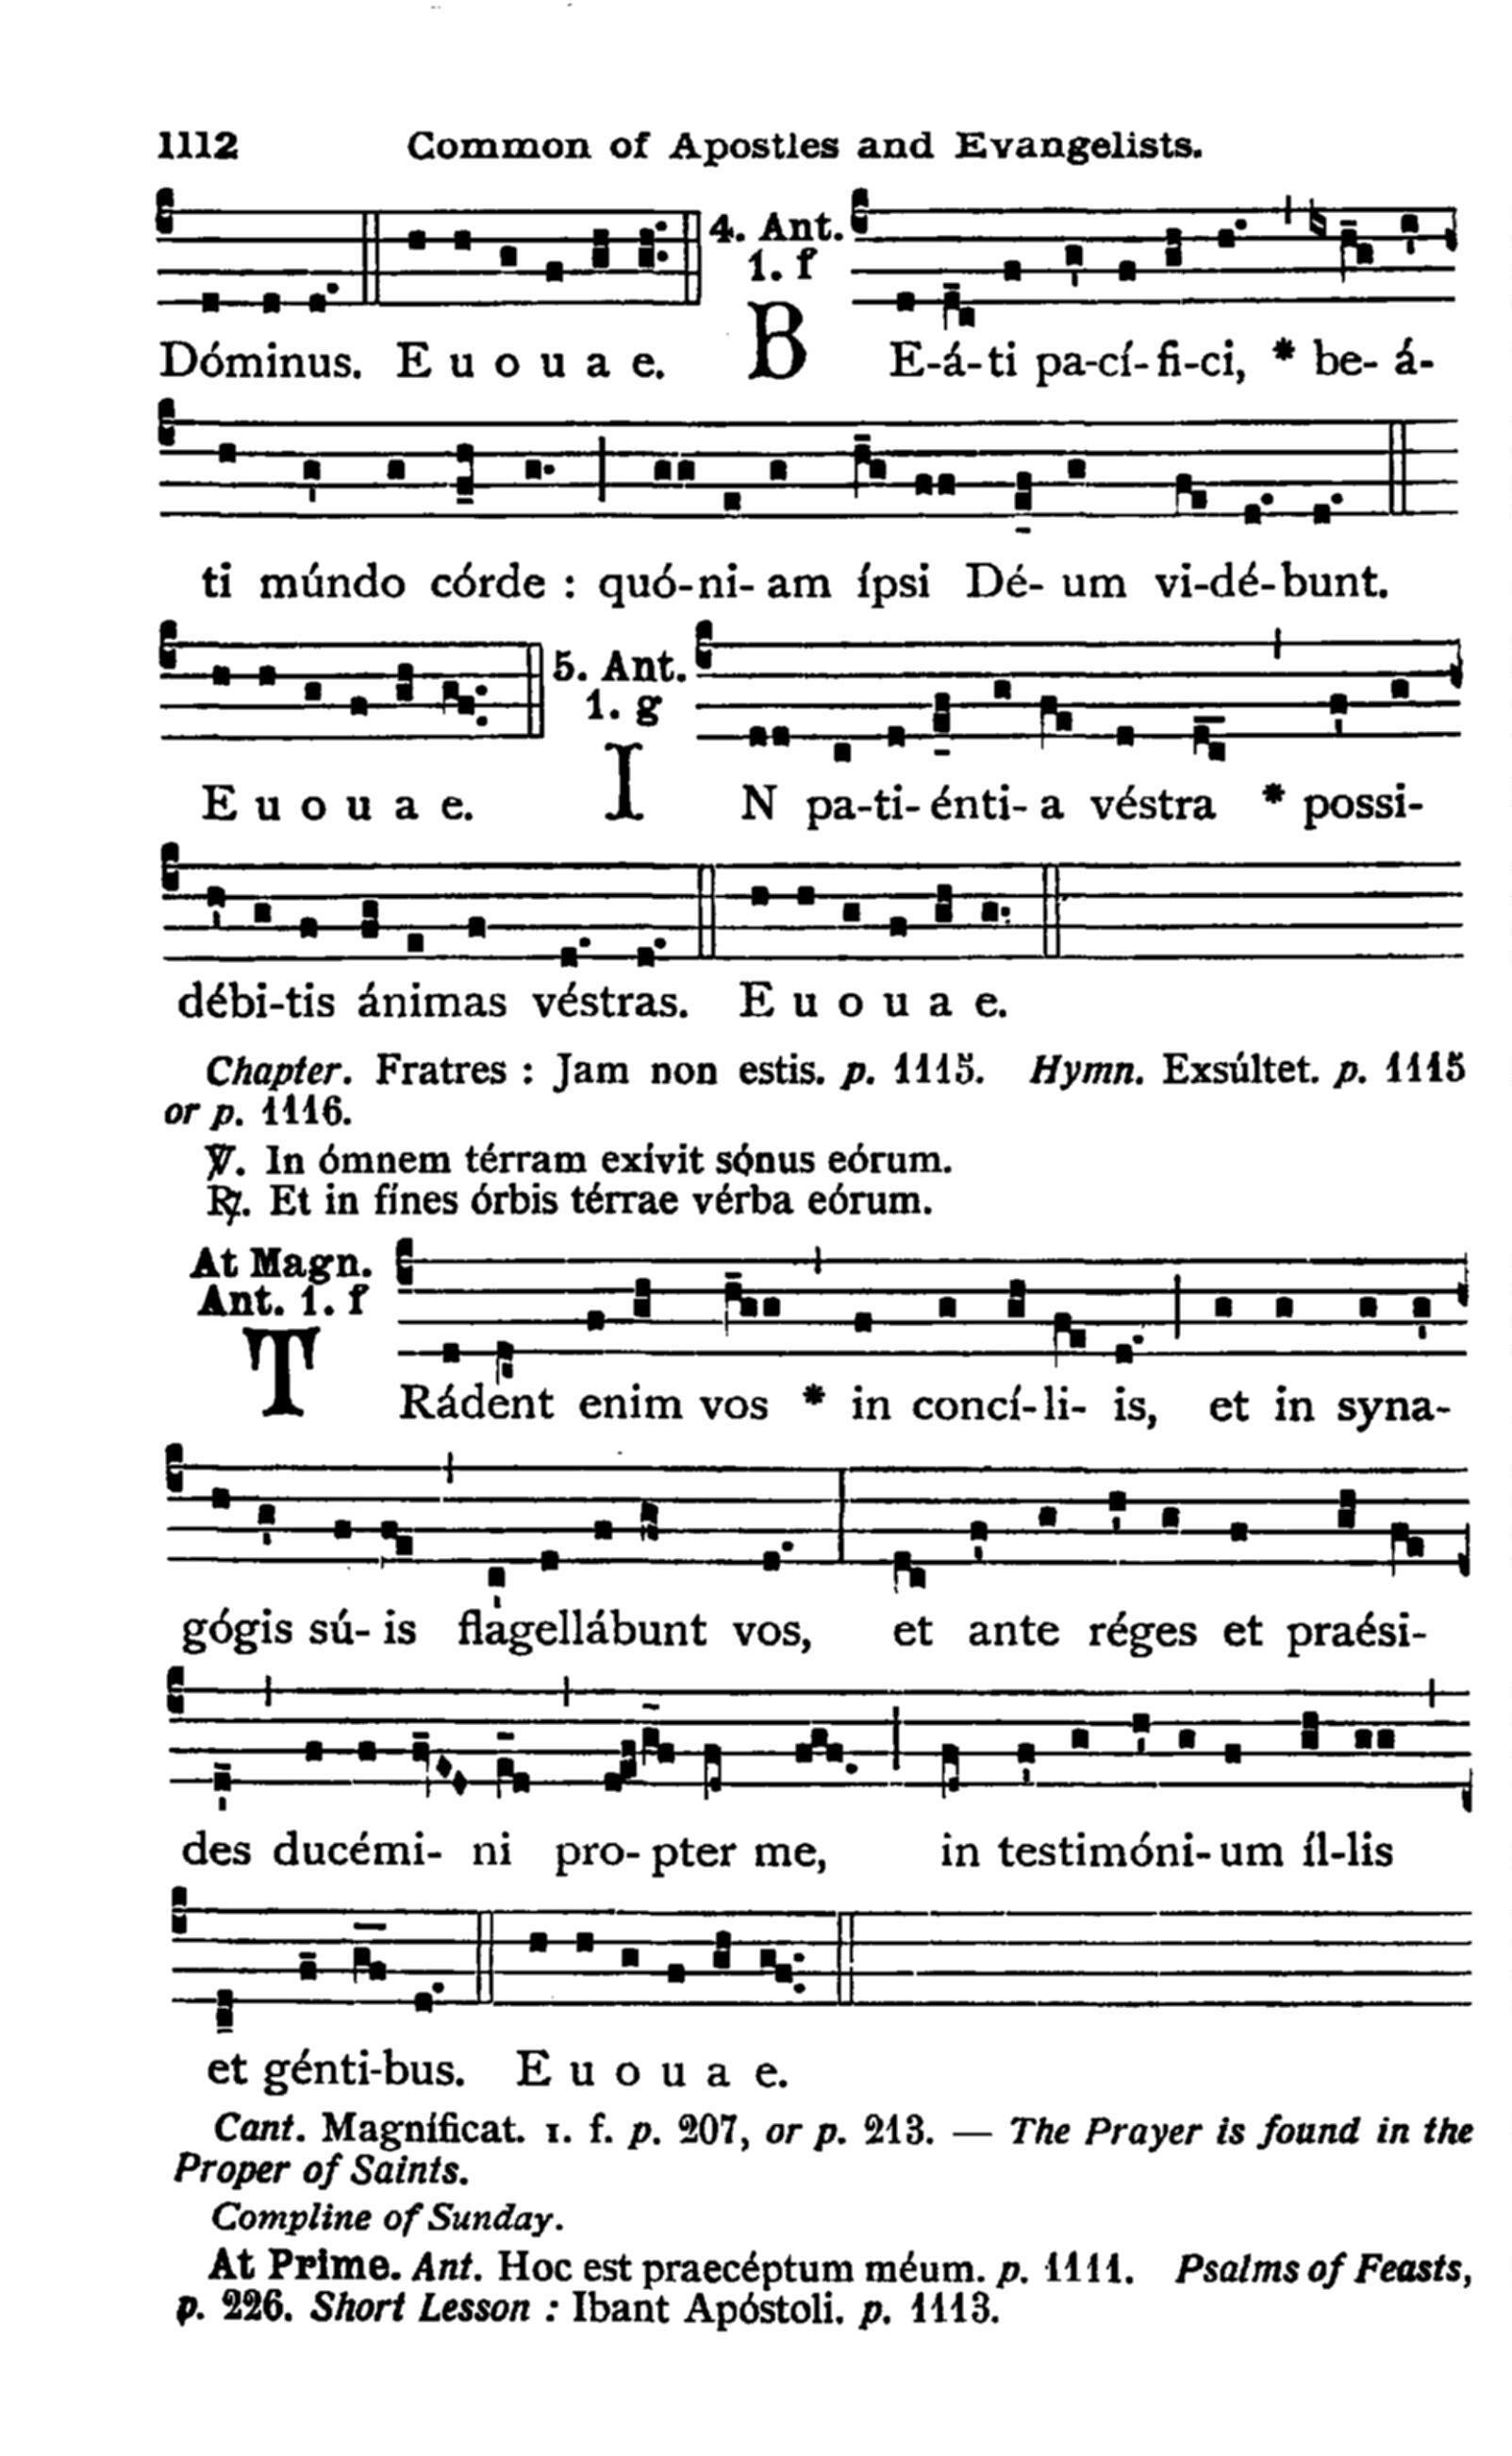 1112 Common of Apostles and Evangelists.
Dóminus. E u o u a e. 4. Ant. 1. f BE-á-ti pa-cí-fi-ci, * be- á-
ti múndo córde : quó-ni- am ípsi Dé- um vi-dé-bunt.
E u o u a e. 5. Ant. 1. g IN pa-ti- énti- a véstra * possi-
débi-tis ánimas véstras. E u o u a e.
Chapter. Fratres : Jam non estis. p. 1115. Hymn. Exsúltet. p. 1115
or p. 1116.
℣. In ómnem térram exívit sónus eórum.
℟. Et in fínes órbis térrae vérba eórum.
At Magn.
Ant. 1. f
TRádent enim vos * in concí-li- is, et in syna-
gógis sú- is flagellábunt vos, et ante réges et praési-
des ducémi- ni pro- pter me, in testimóni- um íl-lis
et génti-bus. E u o u a e.
Cant. Magníficat. 1. f. p. 207, or p. 213. — The Prayer is found in the
Proper of Saints.
Compline of Sunday.
At Prime. Ant. Hoc est praecéptum méum. p. 1111. Psalms of Feasts,
p. 226. Short Lesson : Ibant Apóstoli. p. 1113.